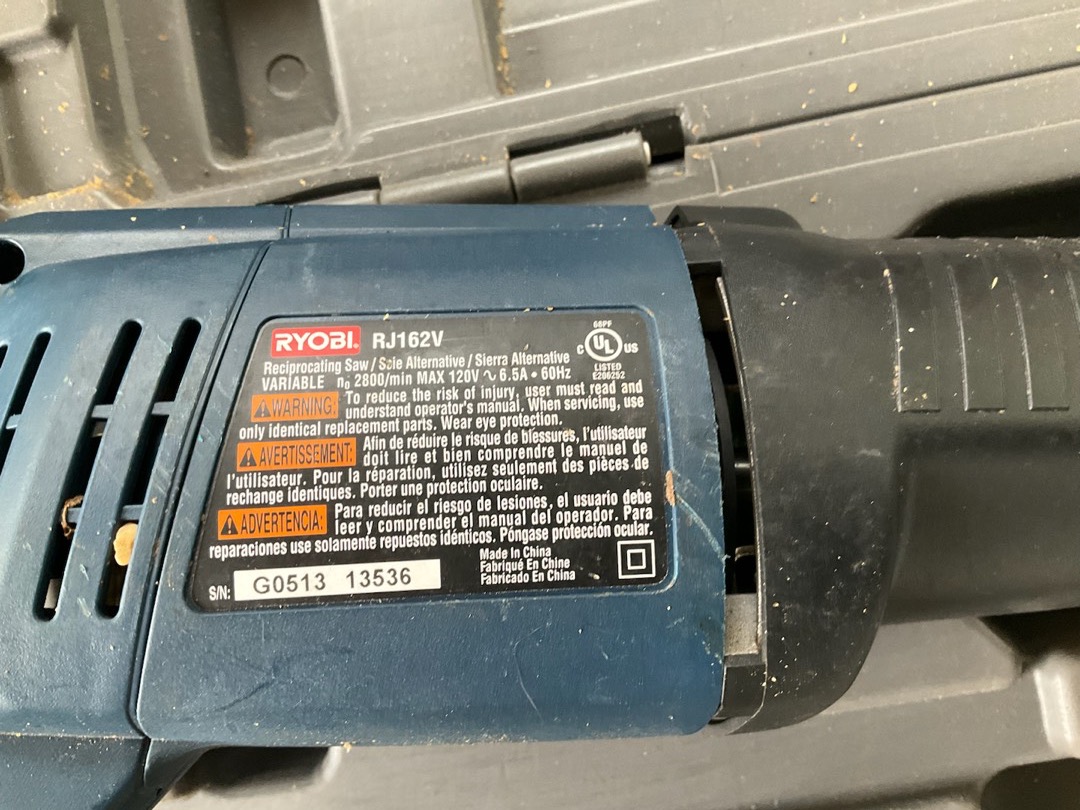 RYOBI RJ162V
68PF
C UL US
LISTED
E206252
Reciprocating Saw / Scie Alternative / Sierra Alternative
VARIABLE n₀ 2800/min MAX 120V ∿ 6.5A • 60Hz
WARNING: To reduce the risk of injury, user must read and
understand operator's manual. When servicing, use
only identical replacement parts. Wear eye protection.
AVERTISSEMENT: Afin de réduire le risque de blessures, l'utilisateur
doit lire et bien comprendre le manuel de
l'utilisateur. Pour la réparation, utilisez seulement des pièces de
rechange identiques. Porter une protection oculaire.
ADVERTENCIA: Para reducir el riesgo de lesiones, el usuario debe
leer y comprender el manual del operador. Para
reparaciones use solamente repuestos idénticos. Póngase protección ocular.
Made In China
Fabriqué En Chine
Fabricado En China
S/N: G0513 13536